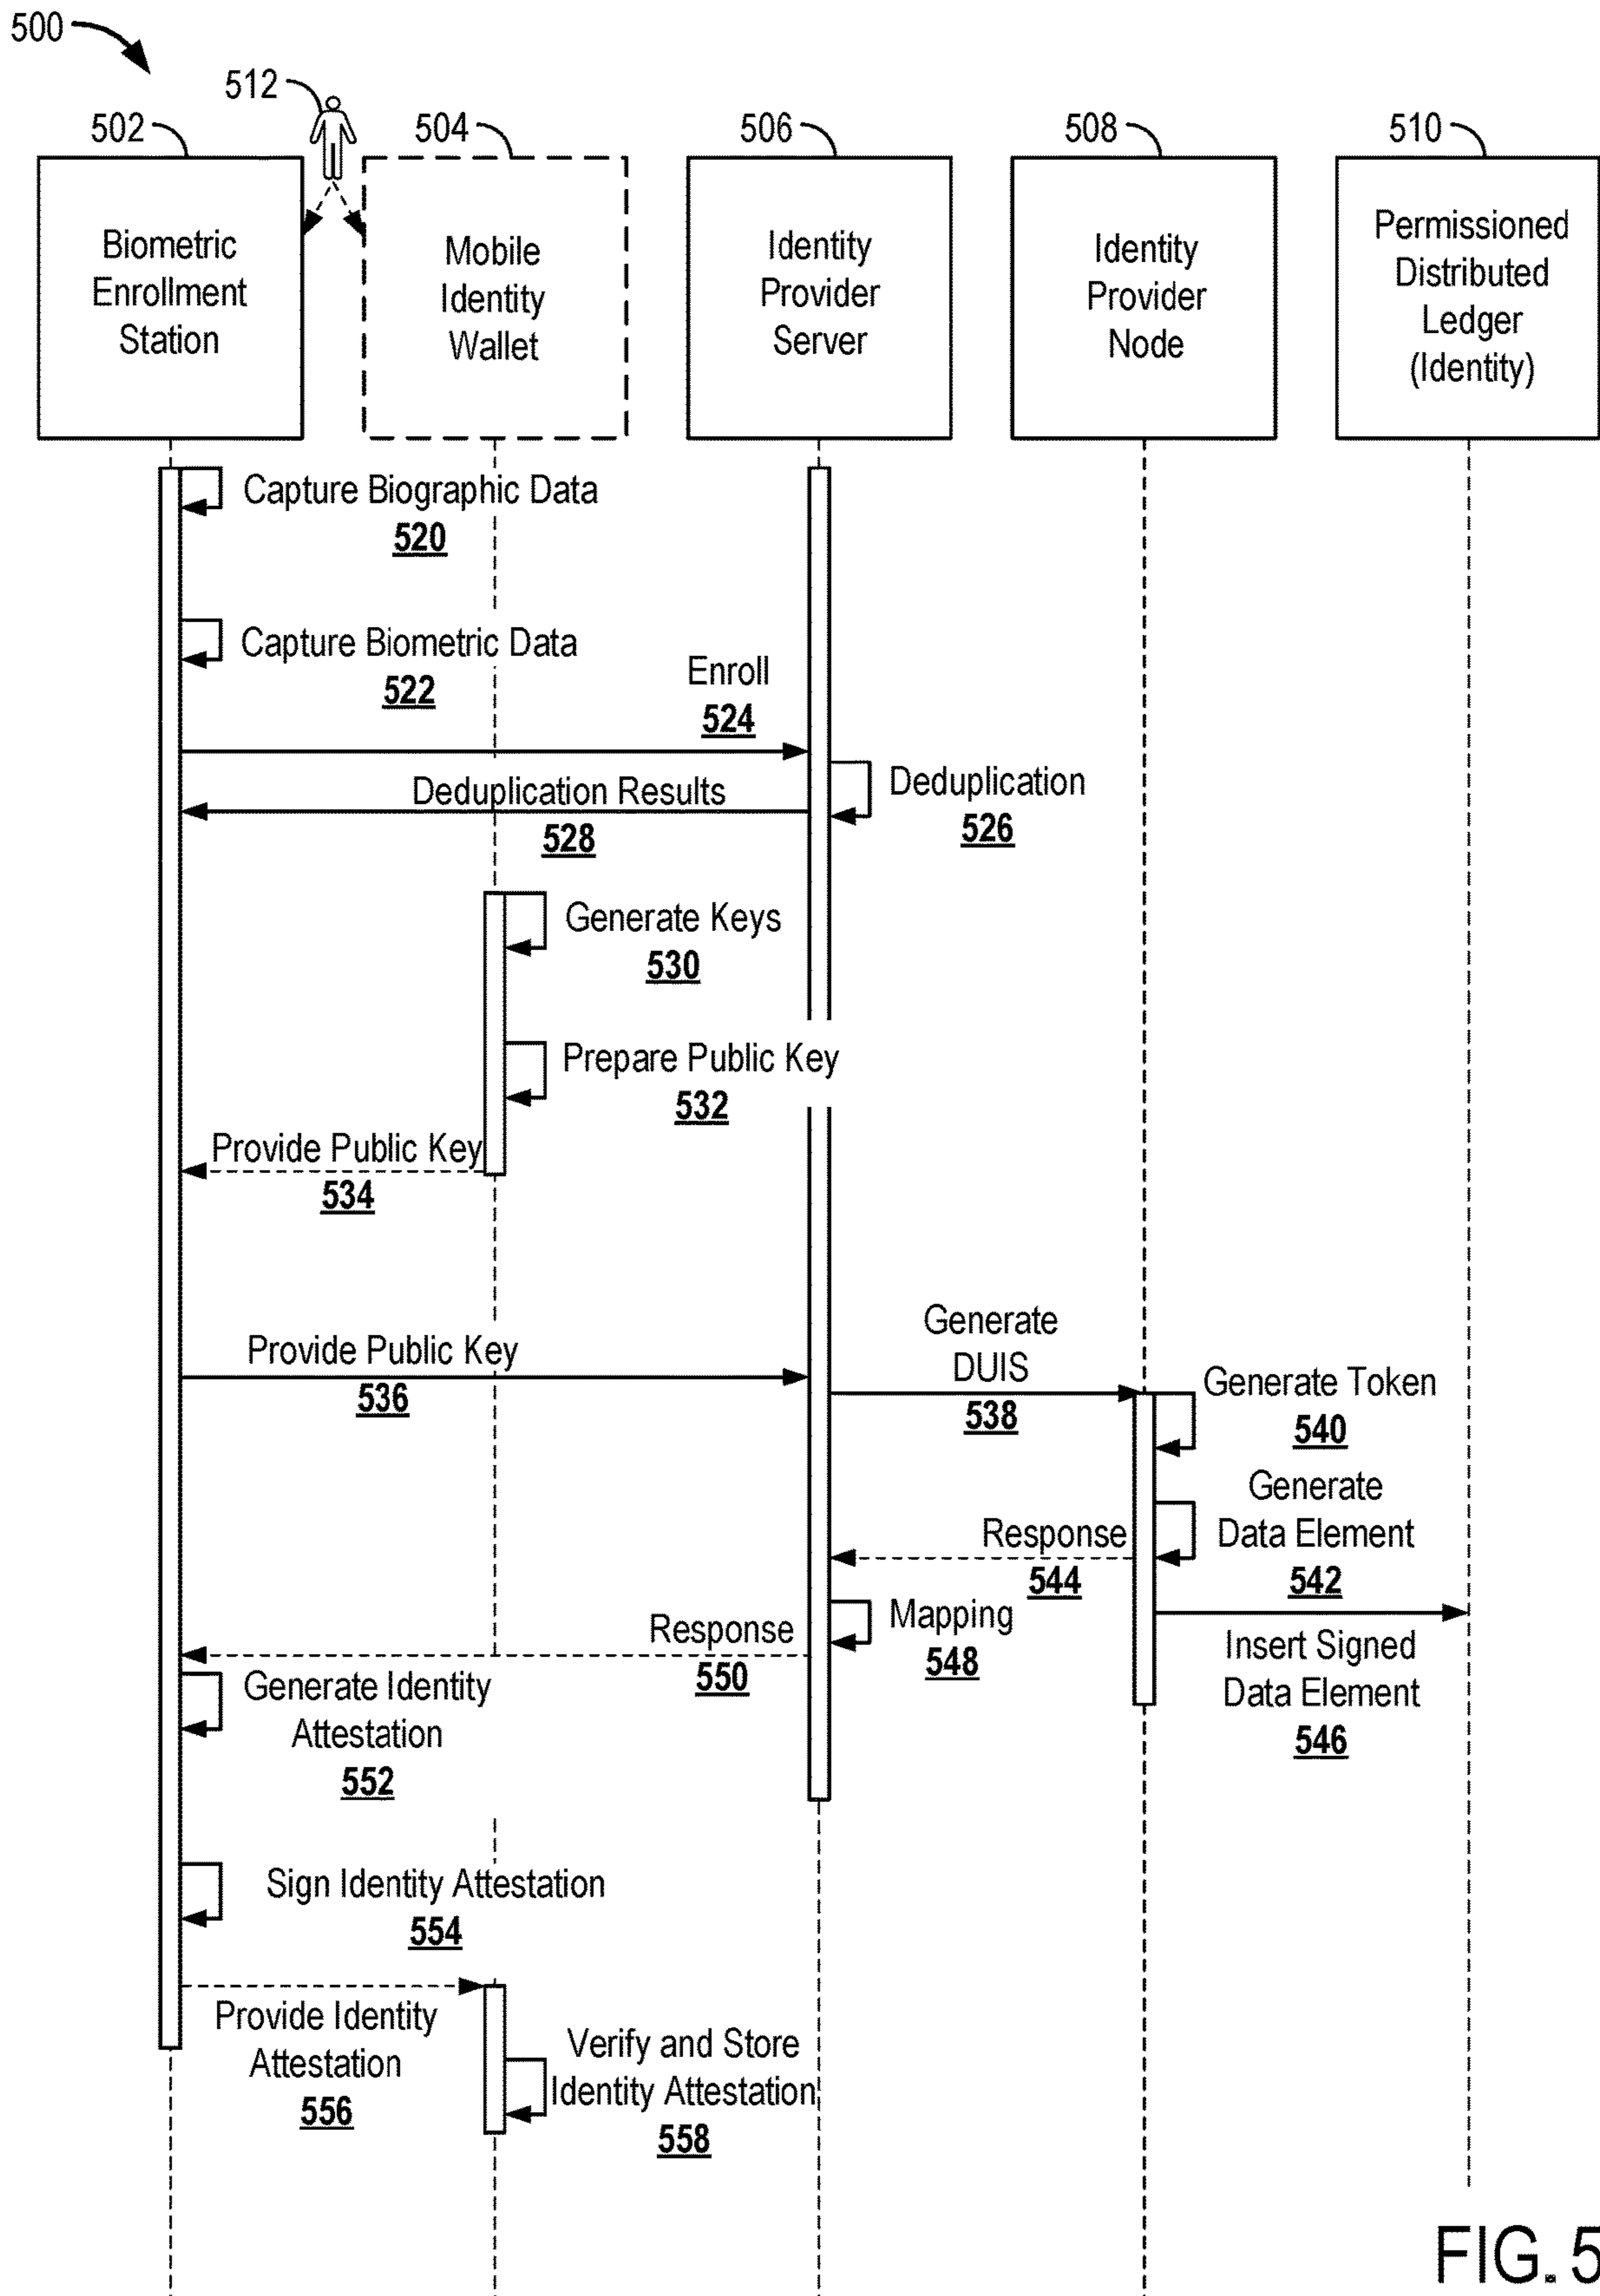 500
512
502
504
506
508
510
Biometric
Enrollment
Station
Mobile
Identity
Wallet
Identity
Provider
Server
Identity
Provider
Node
Permissioned
Distributed
Ledger
(Identity)
Capture Biographic Data
520
Capture Biometric Data
522
Enroll
524
Deduplication
526
Deduplication Results
528
Generate Keys
530
Prepare Public Key
532
Provide Public Key
534
Provide Public Key
536
Generate
DUIS
538
Generate Token
540
Generate
Data Element
542
Response
544
Insert Signed
Data Element
546
Mapping
548
Response
550
Generate Identity
Attestation
552
Sign Identity Attestation
554
Provide Identity
Attestation
556
Verify and Store
Identity Attestation
558
FIG. 5